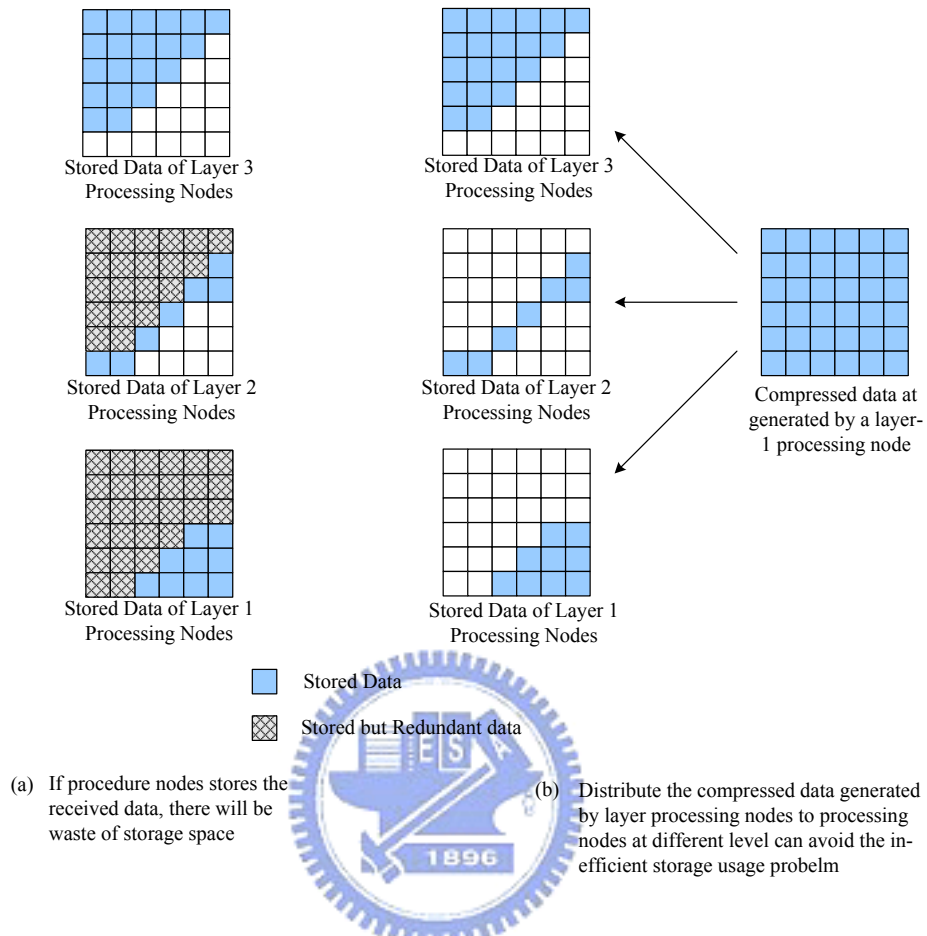 Stored Data of Layer 3
Processing Nodes
Stored Data of Layer 3
Processing Nodes
Stored Data of Layer 2
Processing Nodes
Stored Data of Layer 2
Processing Nodes
Compressed data at
generated by a layer-
1 processing node
Stored Data of Layer 1
Processing Nodes
Stored Data of Layer 1
Processing Nodes
Stored Data
Stored but Redundant data
E S A
1896
(a) If procedure nodes stores the
received data, there will be
waste of storage space
(b) Distribute the compressed data generated
by layer processing nodes to processing
nodes at different level can avoid the in-
efficient storage usage probelm